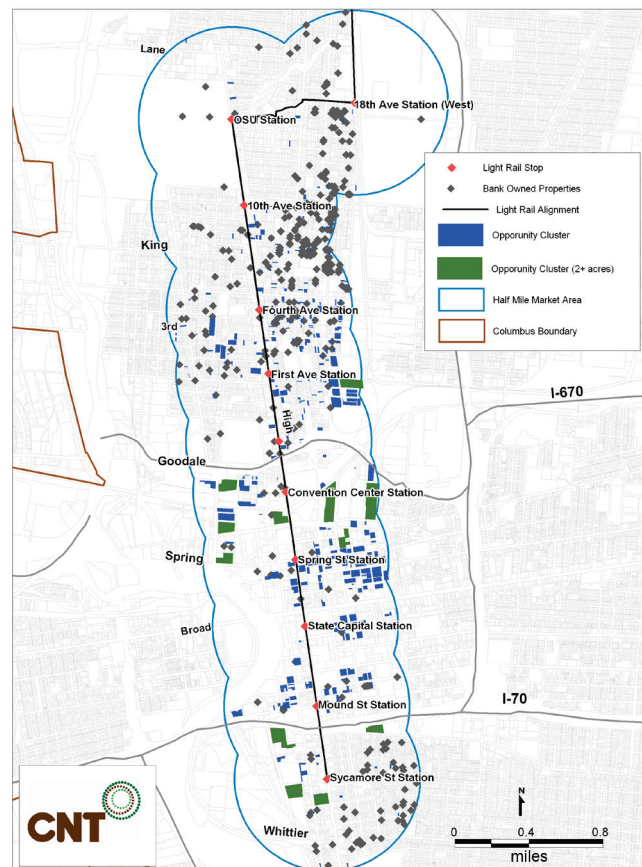 Lane
18th Ave Station (West)
OSU Station
Light Rail Stop
Bank Owned Properties
Light Rail Alignment
Opporunity Cluster
Opporunity Cluster (2+ acres)
Half Mile Market Area
Columbus Boundary
10th Ave Station
King
Fourth Ave Station
3rd
First Ave Station
I-670
High
Goodale
Convention Center Station
Spring
Spring St Station
Broad
State Capital Station
I-70
Mound St Station
Sycamore St Station
N
CNT
Whittier
0 0.4 0.8
miles